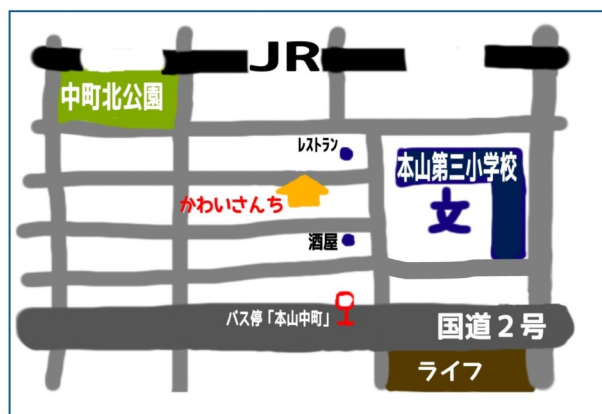 JR
中町北公園
レストラン
本山第三小学校
文
かわいさんち
酒屋
バス停「本山中町」
国道2号
ライフ